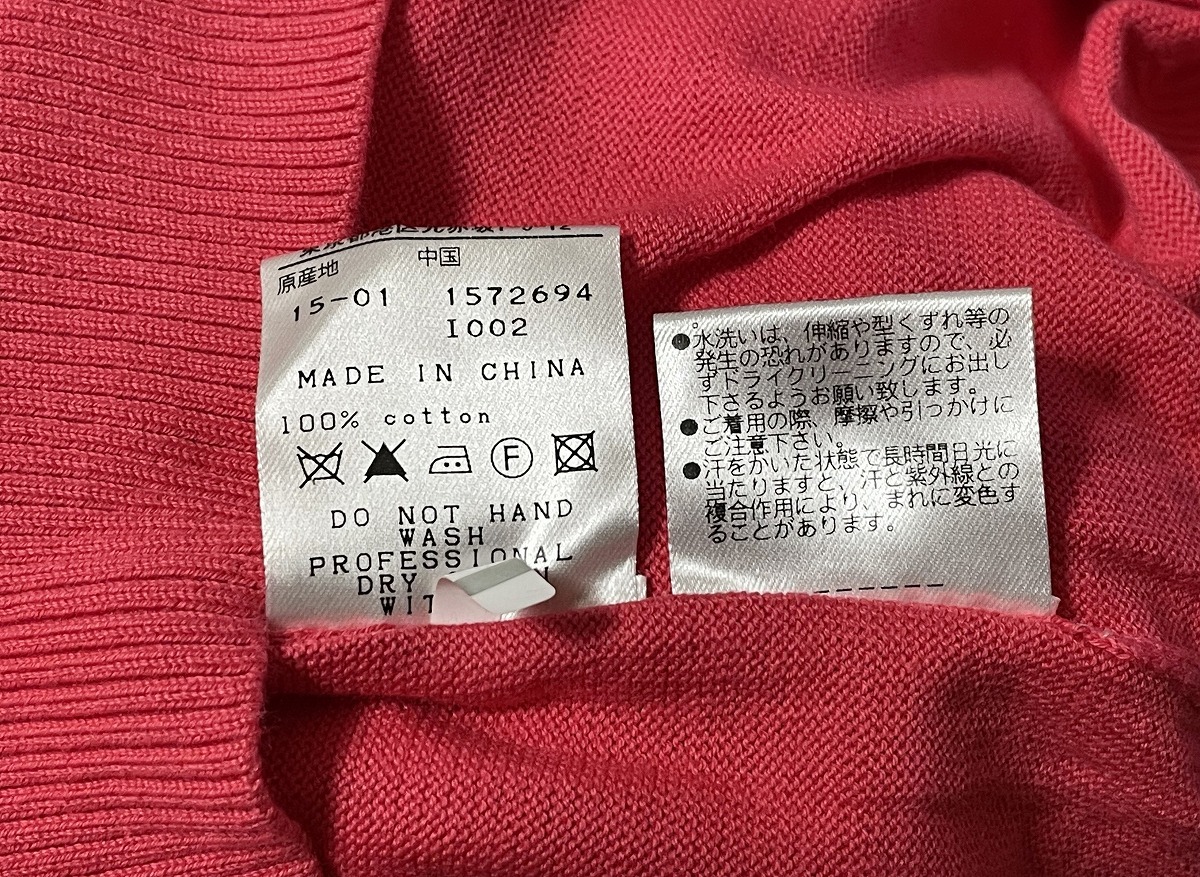 原産地 中国
15-01 1572694
I002
MADE IN CHINA
100% cotton
F
DO NOT HAND
WASH
PROFESSIONAL
DRY
WIT
●水洗いは、伸縮や型くずれ等の
発生の恐れがありますので、必
ずドライクリーニングにお出し
下さるようお願い致します。
●ご着用の際、摩擦や引っかけに
ご注意下さい。
●汗をかいた状態で長時間日光に
当たりますと、汗と紫外線との
複合作用により、まれに変色す
ることがあります。